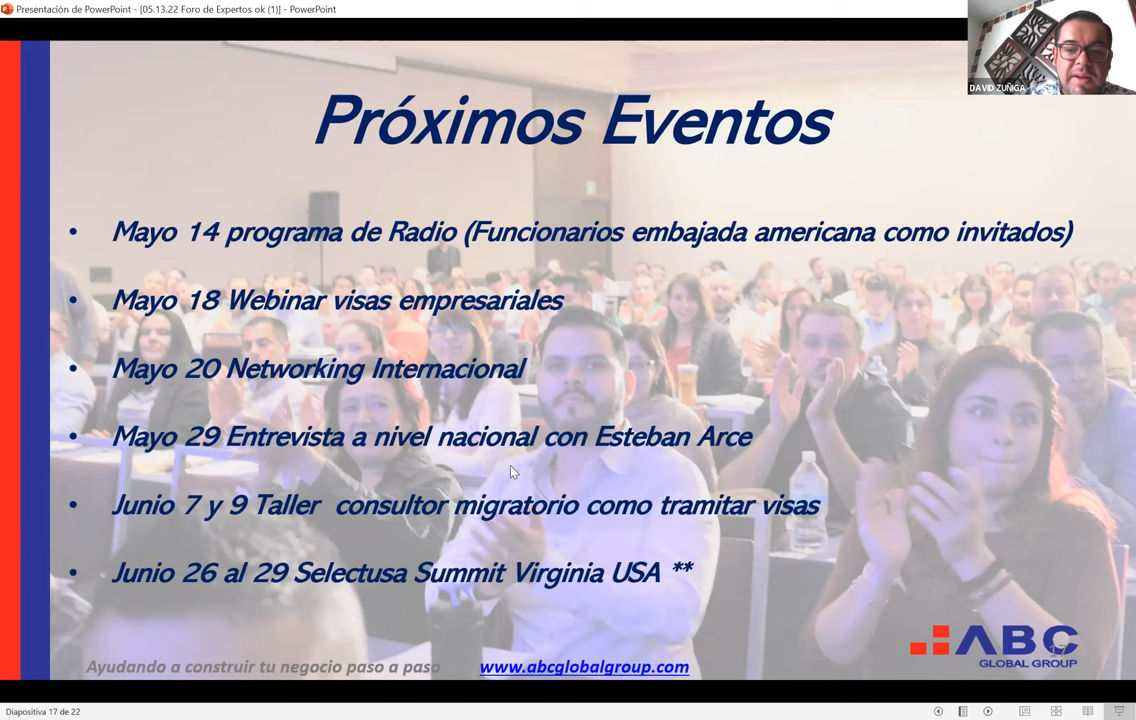 Presentación de PowerPoint - [05.13.22 Foro de Expertos ok (1)] - PowerPoint
DAVID ZUÑIGA
Próximos Eventos
• Mayo 14 programa de Radio (Funcionarios embajada americana como invitados)
• Mayo 18 Webinar visas empresariales
• Mayo 20 Networking Internacional
• Mayo 29 Entrevista a nivel nacional con Esteban Arce
• Junio 7 y 9 Taller consultor migratorio como tramitar visas
• Junio 26 al 29 Selectusa Summit Virginia USA **
ABC
GLOBAL GROUP
17
Ayudando a construir tu negocio paso a paso www.abcglobalgroup.com
Diapositiva 17 de 22